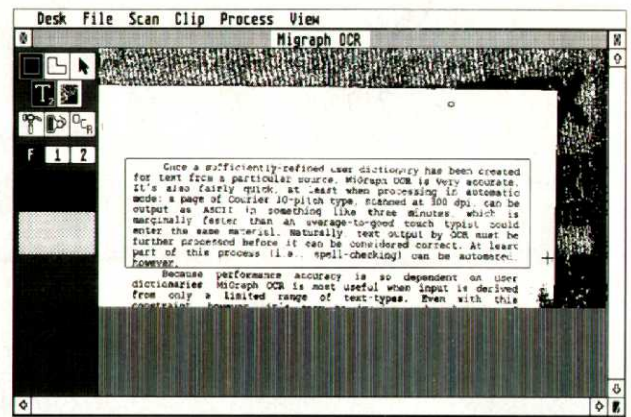 Desk File Scan Clip Process View
Migraph OCR
T2
OCR
F 1 2
Once a sufficiently-refined user dictionary has been created
for text from a particular source, MiGraph OCR is very accurate.
It's also fairly quick, at least when processing in automatic
mode: a page of Courier 10-pitch type, scanned at 300 dpi, can be
output as ASCII in something like three minutes, which is
marginally faster than an average-to-good touch typist could
enter the same material. Naturally, text output by OCR must be
further processed before it can be considered correct. At least
part of this process (i.e., spell-checking) can be automated,
however.
Because performance accuracy is so dependent on user
dictionaries MiGraph OCR is most useful when input is derived
from only a limited range of text-types. Even with this
constraint, however, it's